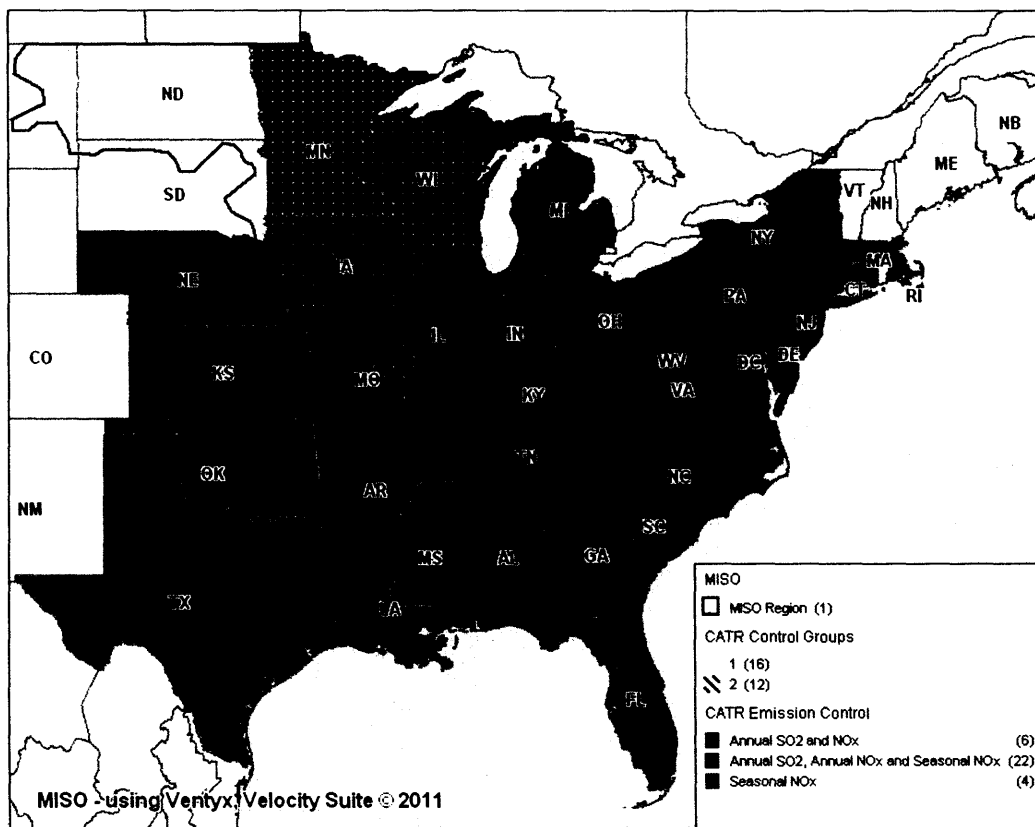 ND
NB
MN
ME
SD
WI
VT
NH
MI
NY
MA
NE
IA
CT
RI
PA
OH
NJ
IL
IN
CO
WV
DC
DE
KS
MO
KY
VA
TN
OK
NC
AR
NM
SC
MS
AL
GA
TX
LA
FL
MISO
MISO Region (1)
CATR Control Groups
1 (16)
2 (12)
CATR Emission Control
Annual SO2 and NOx (6)
Annual SO2, Annual NOx and Seasonal NOx (22)
Seasonal NOx (4)
MISO - using Ventyx, Velocity Suite © 2011